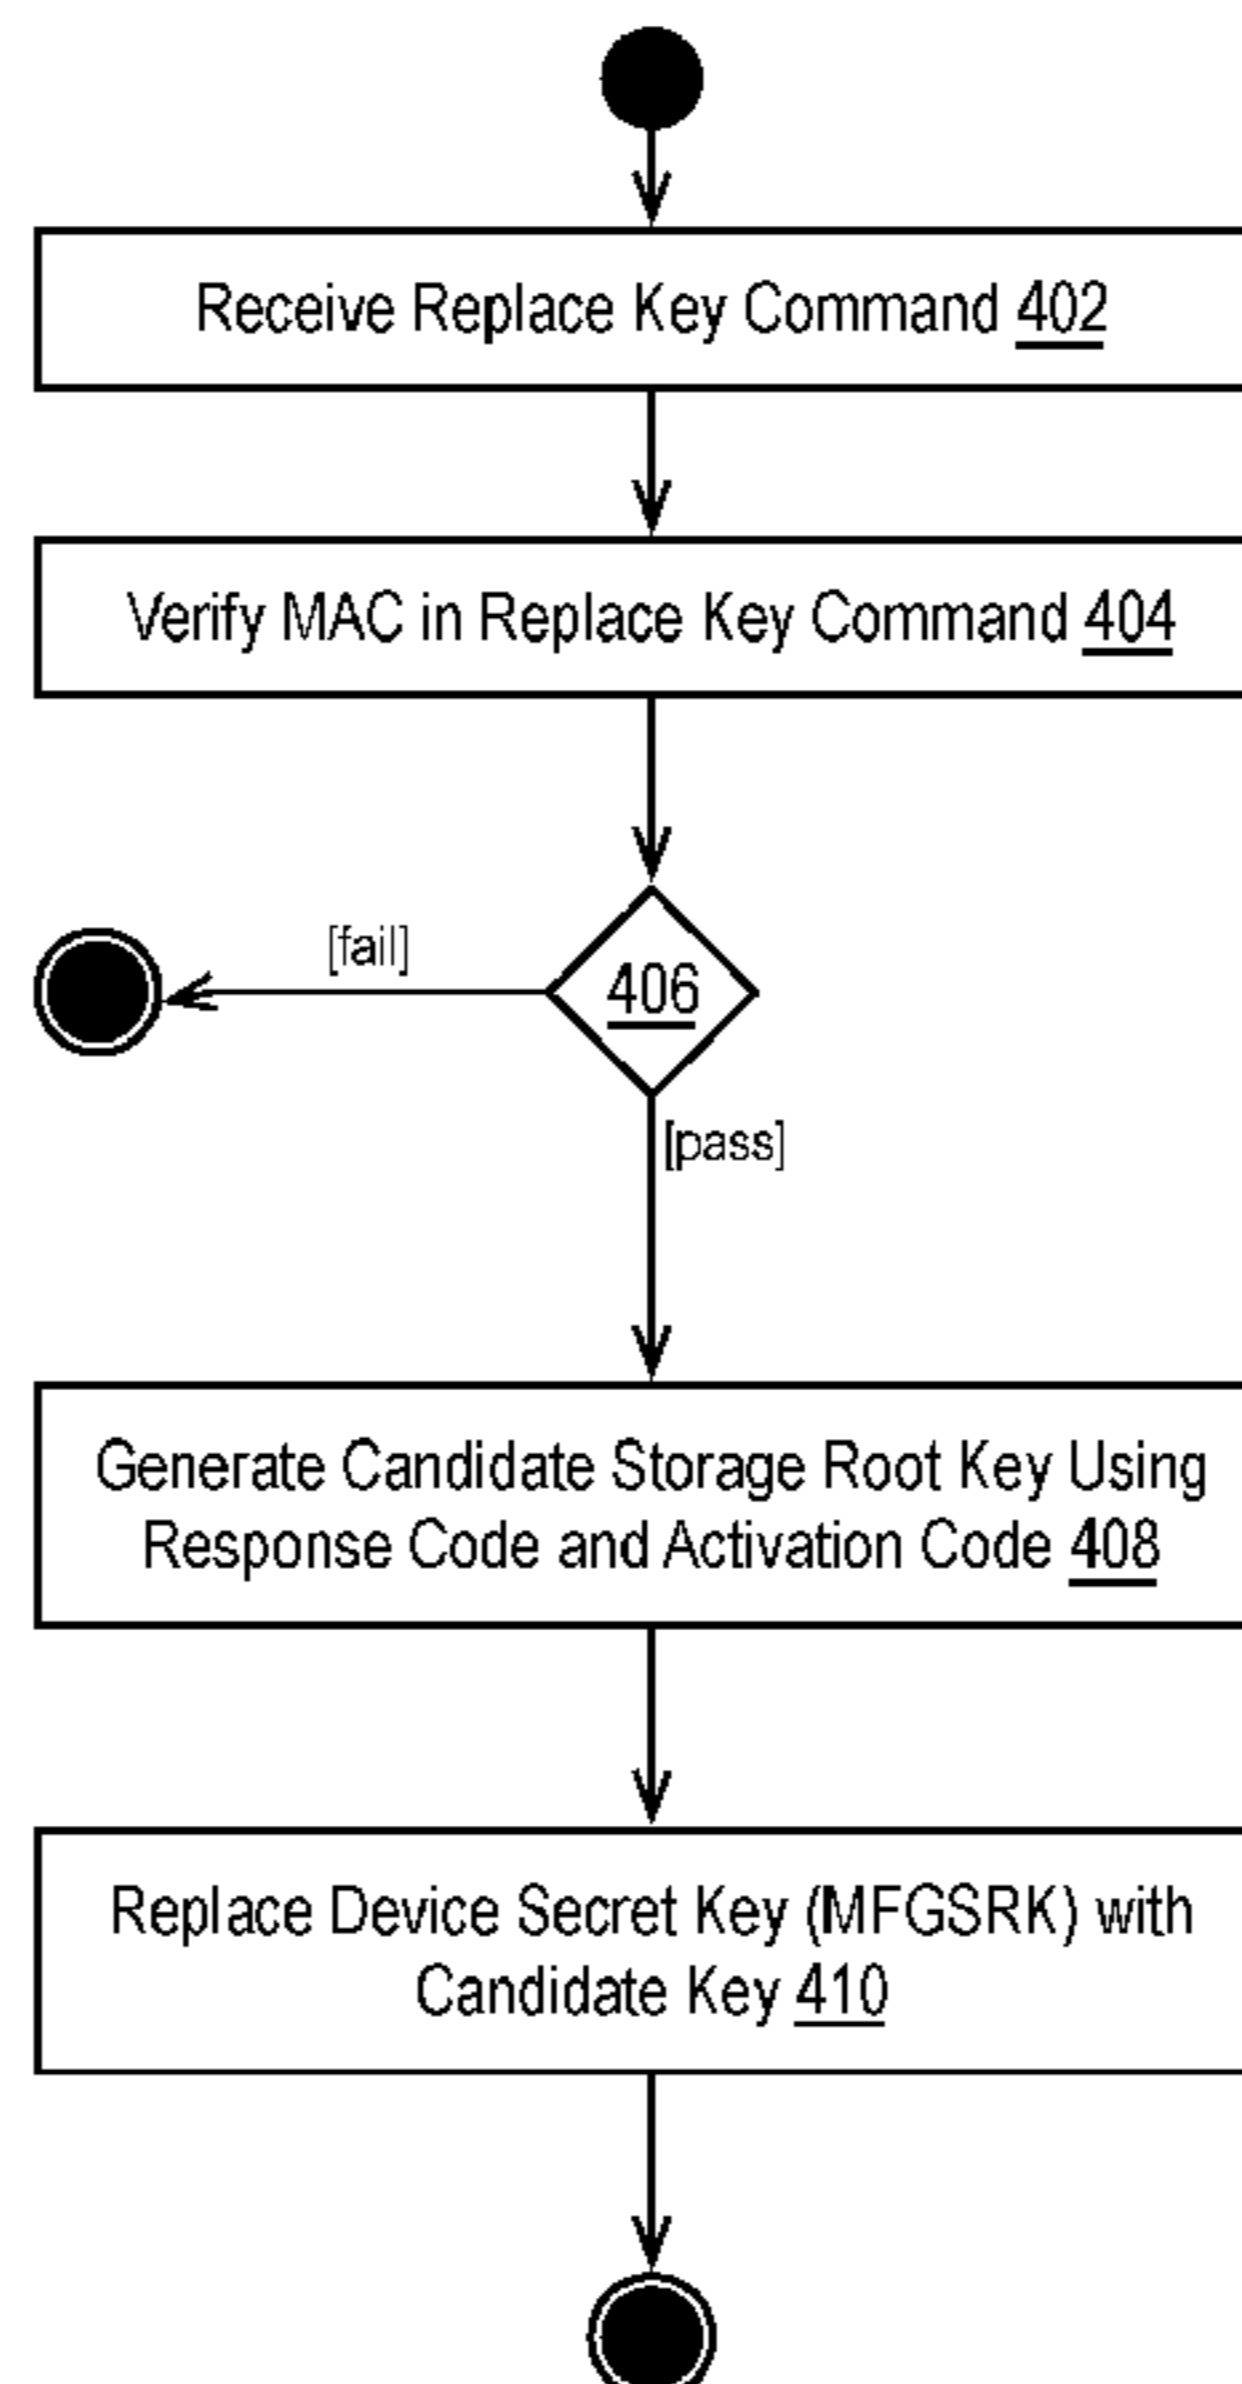 Receive Replace Key Command 402
Verify MAC in Replace Key Command 404
[fail]
406
[pass]
Generate Candidate Storage Root Key Using
Response Code and Activation Code 408
Replace Device Secret Key (MFGSRK) with
Candidate Key 410